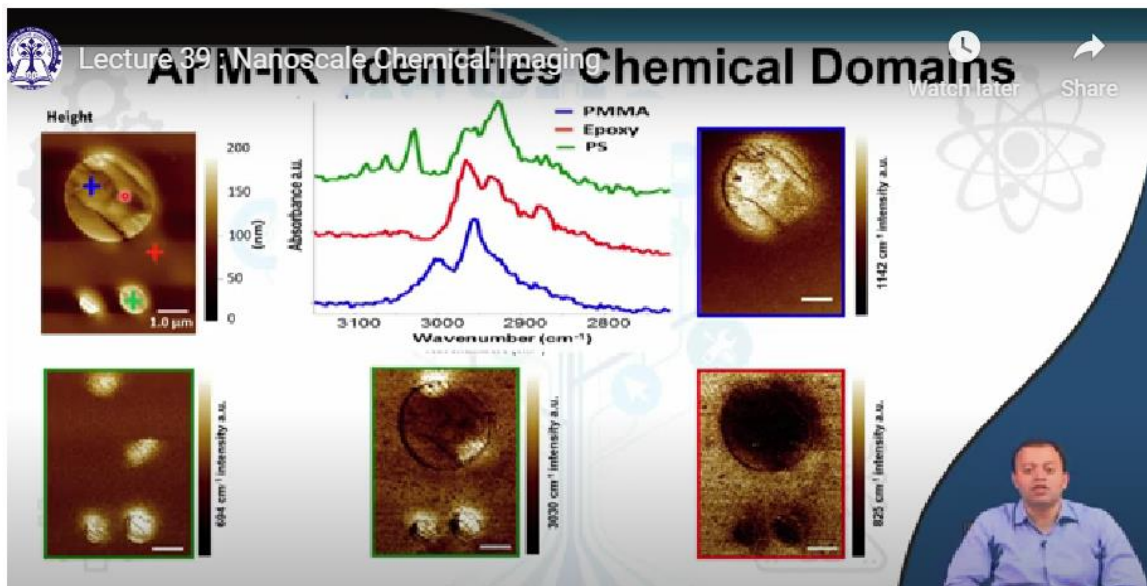 Lecture 39 : Nanoscale Chemical Imaging
AFM-IR Identifies Chemical Domains
Watch later
Share
Height
200
150
100
50
0
(nm)
1.0 µm
Absorbance a.u.
PMMA
Epoxy
PS
3100 3000 2900 2800
Wavenumber (cm⁻¹)
1142 cm⁻¹ intensity a.u.
694 cm⁻¹ intensity a.u.
3030 cm⁻¹ intensity a.u.
825 cm⁻¹ intensity a.u.